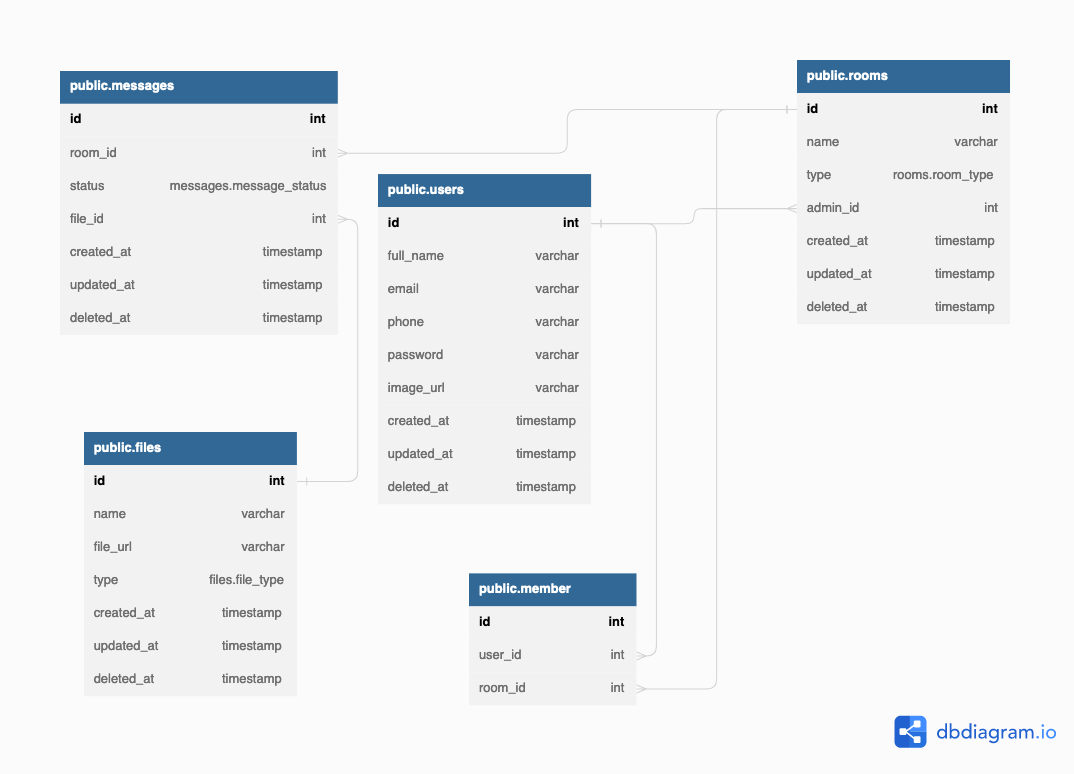 public.messages
id int
room_id int
status messages.message_status
file_id int
created_at timestamp
updated_at timestamp
deleted_at timestamp
public.users
id int
full_name varchar
email varchar
phone varchar
password varchar
image_url varchar
created_at timestamp
updated_at timestamp
deleted_at timestamp
public.rooms
id int
name varchar
type rooms.room_type
admin_id int
created_at timestamp
updated_at timestamp
deleted_at timestamp
public.files
id int
name varchar
file_url varchar
type files.file_type
created_at timestamp
updated_at timestamp
deleted_at timestamp
public.member
id int
user_id int
room_id int
dbdiagram.io